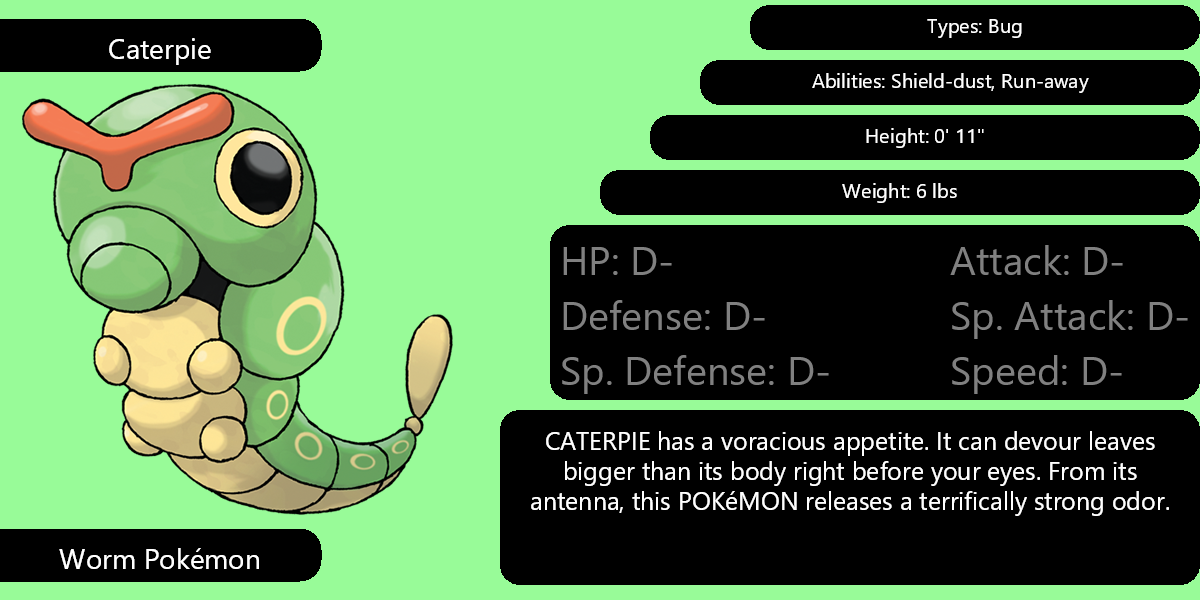 Caterpie
Worm Pokémon
Types: Bug
Abilities: Shield-dust, Run-away
Height: 0' 11"
Weight: 6 lbs
HP: D- Attack: D-
Defense: D- Sp. Attack: D-
Sp. Defense: D- Speed: D-
CATERPIE has a voracious appetite. It can devour leaves
bigger than its body right before your eyes. From its
antenna, this POKéMON releases a terrifically strong odor.